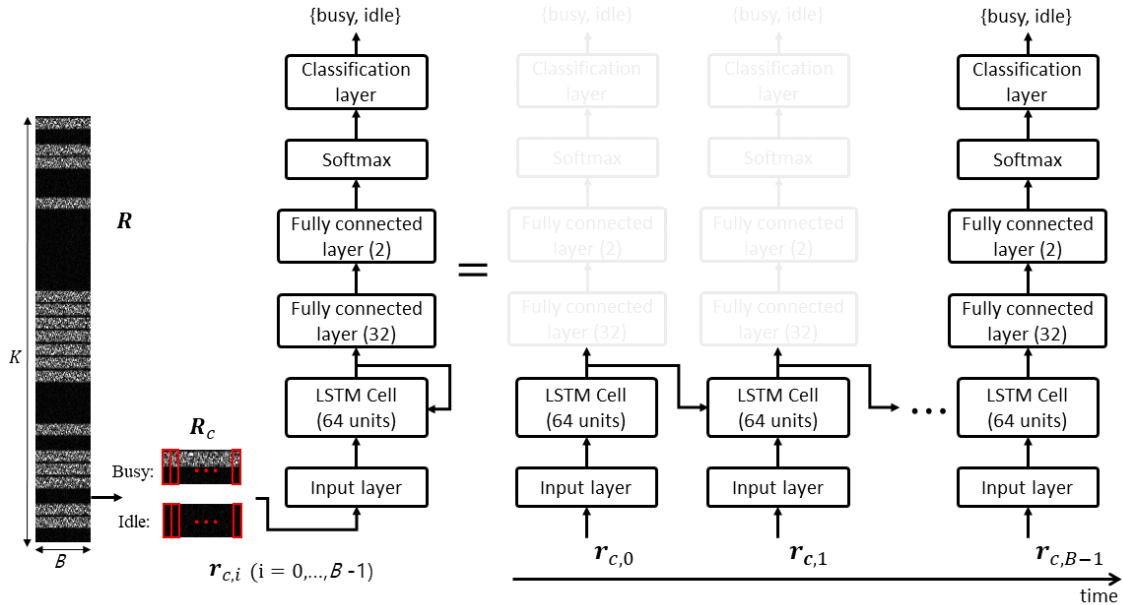 K
B
R
R_c
Busy:
Idle:
r_{c,i} (i = 0,...,B -1)
{busy, idle}
Classification
layer
Softmax
Fully connected
layer (2)
Fully connected
layer (32)
LSTM Cell
(64 units)
Input layer
=
{busy, idle}
Classification
layer
Softmax
Fully connected
layer (2)
Fully connected
layer (32)
LSTM Cell
(64 units)
Input layer
r_{c,0}
{busy, idle}
Classification
layer
Softmax
Fully connected
layer (2)
Fully connected
layer (32)
LSTM Cell
(64 units)
Input layer
r_{c,1}
...
{busy, idle}
Classification
layer
Softmax
Fully connected
layer (2)
Fully connected
layer (32)
LSTM Cell
(64 units)
Input layer
r_{c,B−1}
time